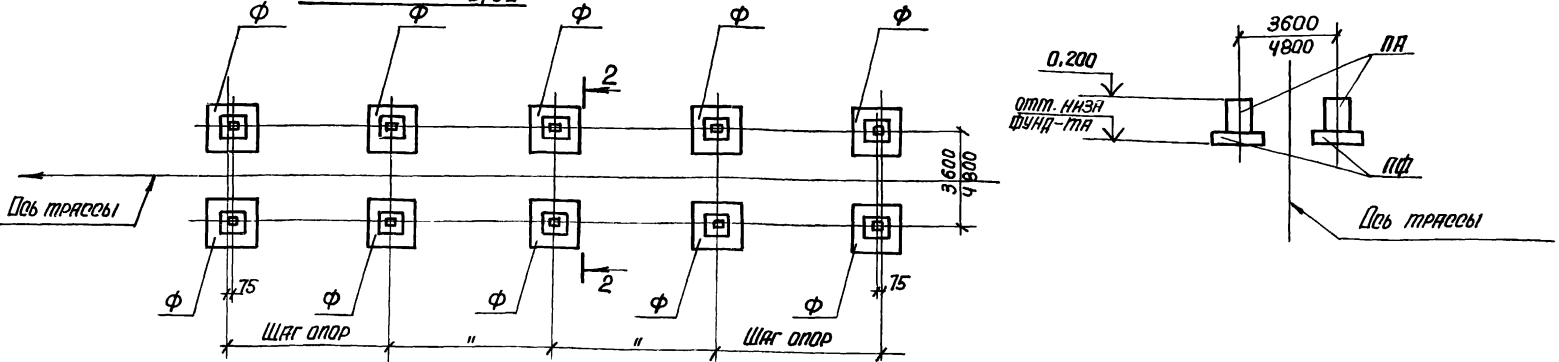 Ф Ф Ф Ф Ф
2
3600
4800
Ось трассы
2
75
75
Ф Ф Ф Ф Ф
Шаг опор " " Шаг опор
3600
4800
ПА
0,200
отм. низа
фунд-та
ПФ
Ось трассы